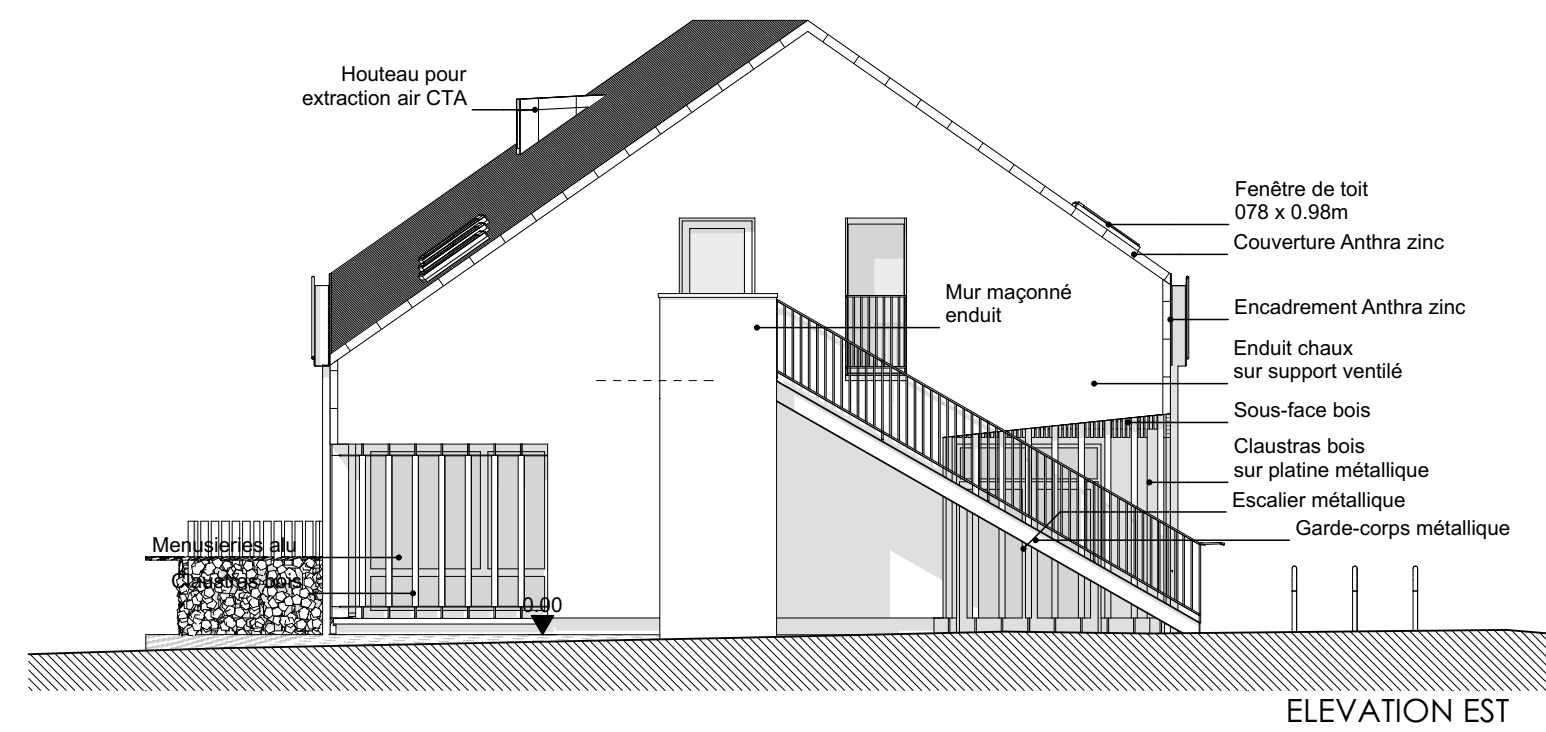 Houteau pour
extraction air CTA
Fenêtre de toit
078 x 0.98m
Couverture Anthra zinc
Mur maçonné
enduit
Encadrement Anthra zinc
Enduit chaux
sur support ventilé
Sous-face bois
Claustras bois
sur platine métallique
Escalier métallique
Garde-corps métallique
Menusieries alu
Claustras bois
0.00
ELEVATION EST